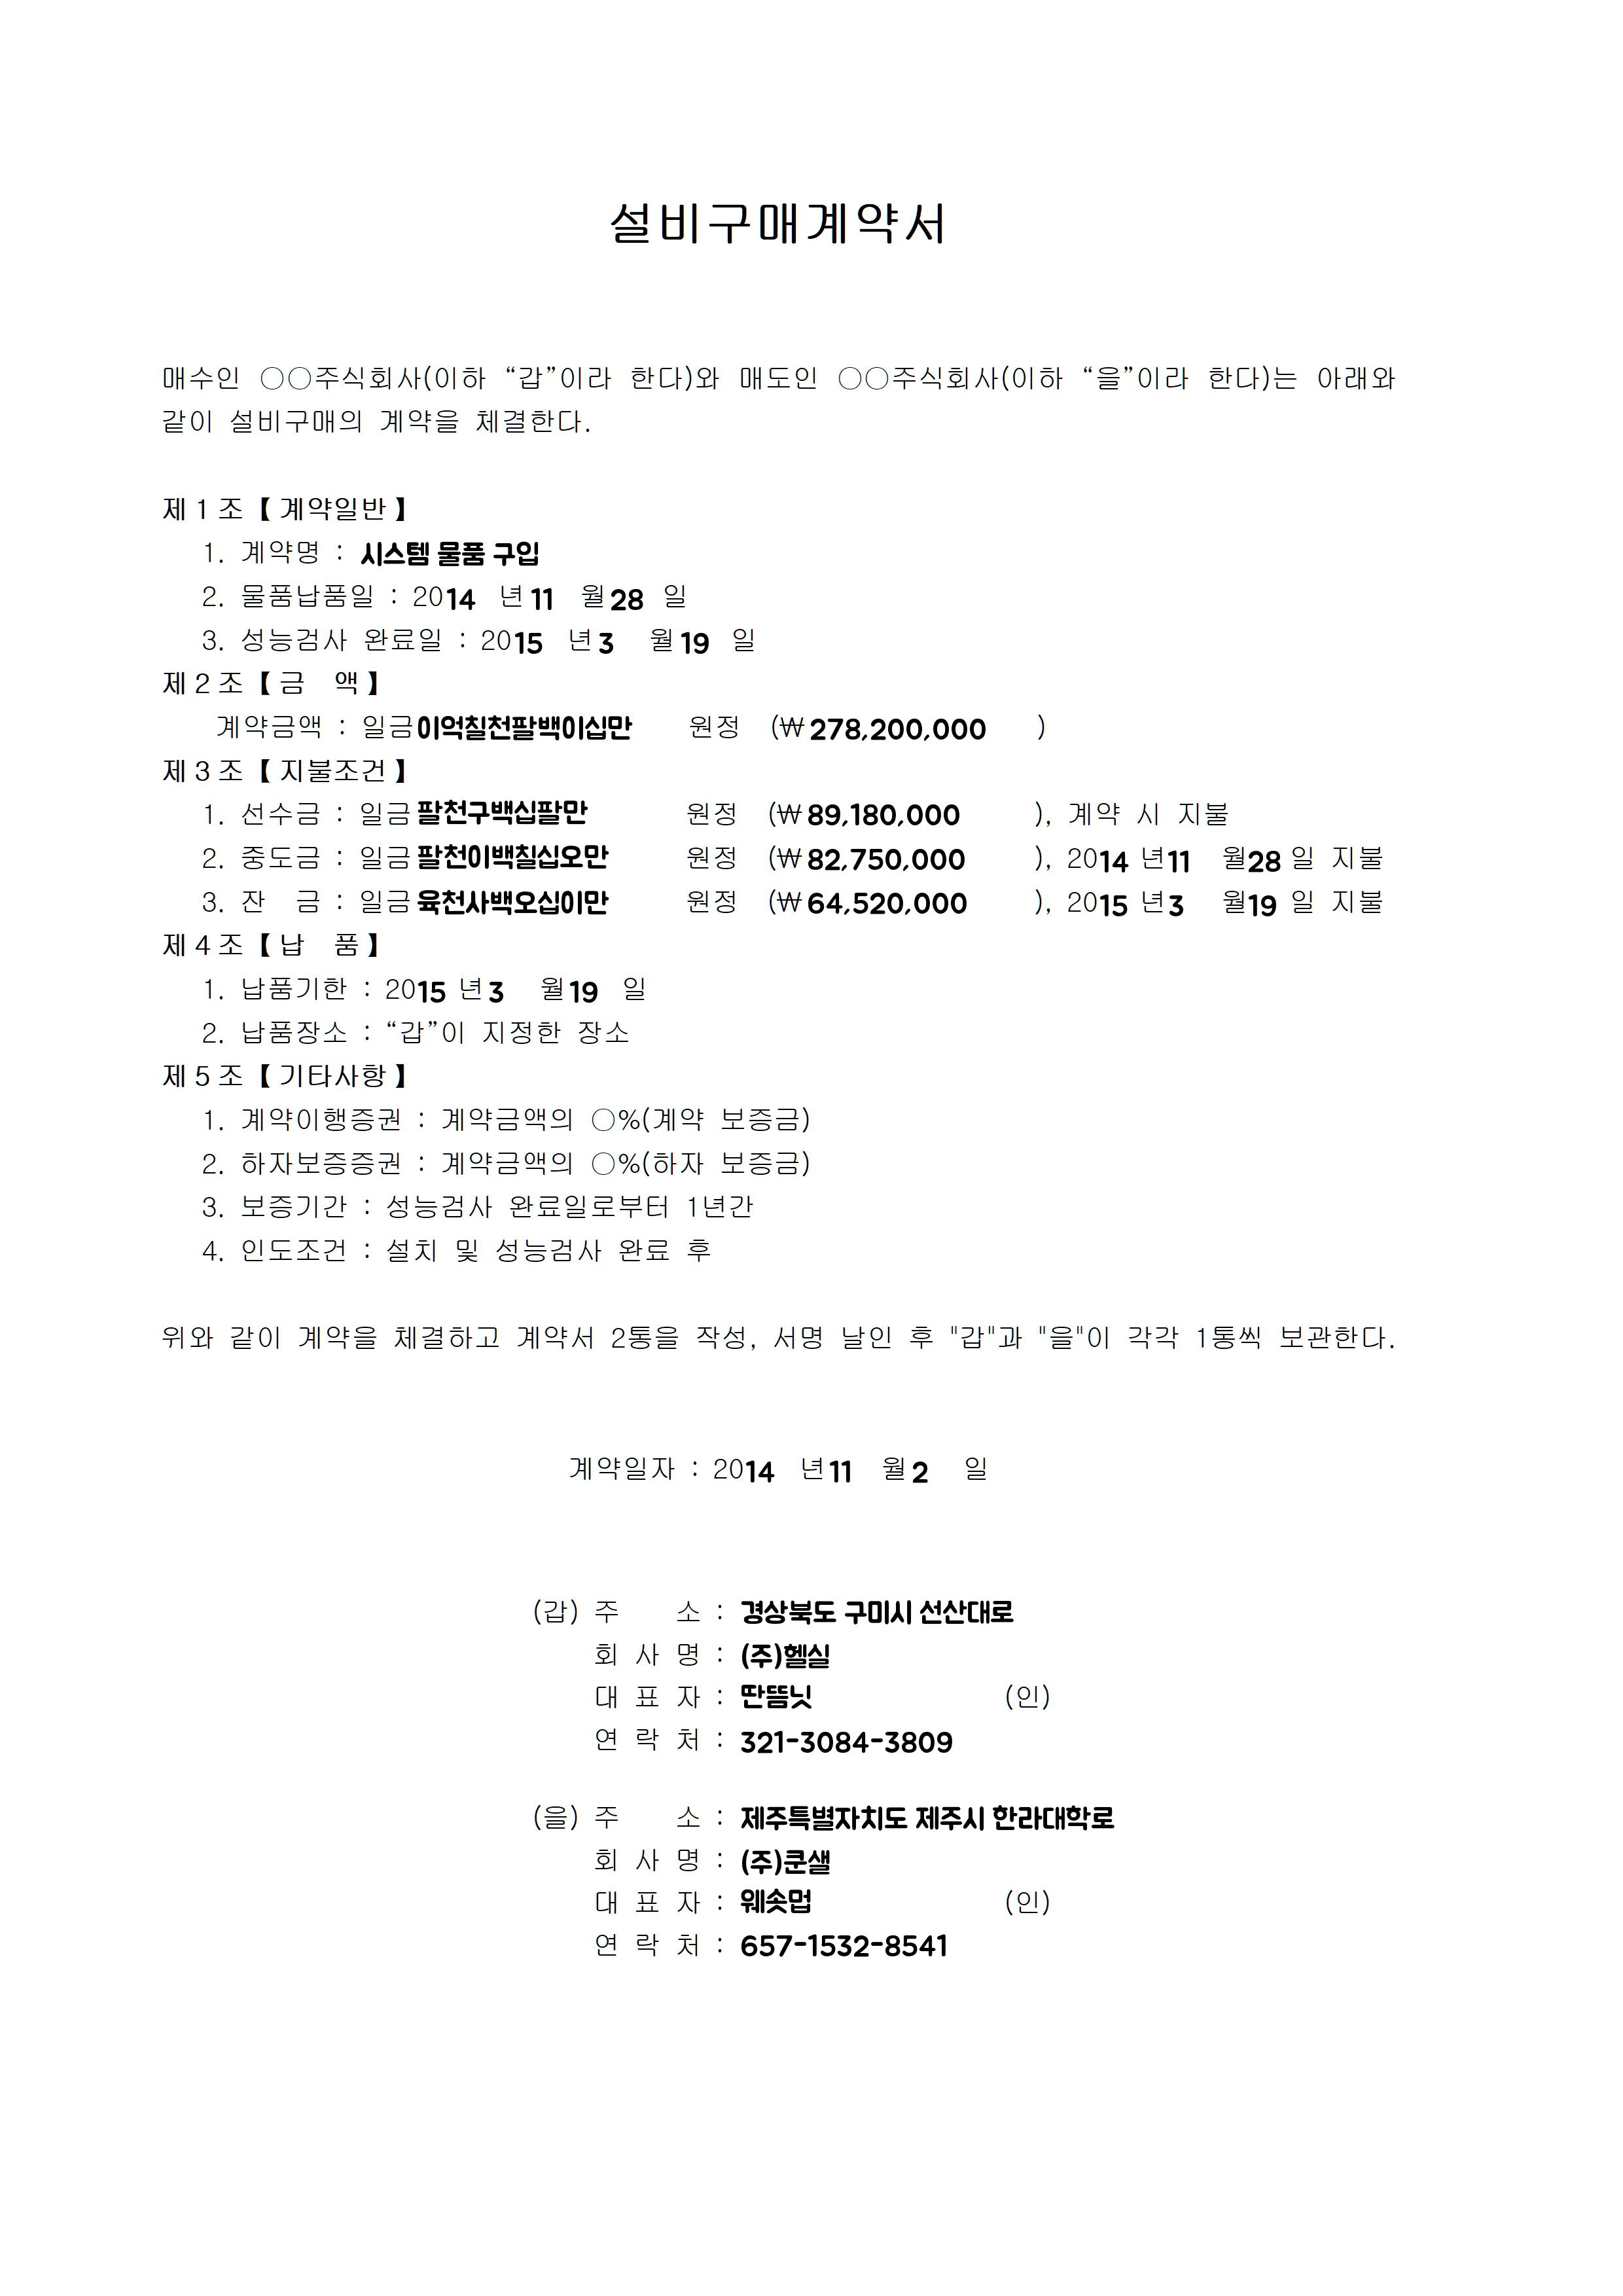 설비구매계약서
매수인 ○○주식회사(이하 “갑”이라 한다)와 매도인 ○○주식회사(이하 “을”이라 한다)는 아래와
같이 설비구매의 계약을 체결한다.
제1조【계약일반】
1. 계약명 : 시스템 물품 구입
2. 물품납품일 : 2014 년 11 월 28 일
3. 성능검사 완료일 : 2015 년 3 월 19 일
제2조【금 액】
계약금액 : 일금 이억칠천팔백이십만 원정 (₩ 278,200,000 )
제3조【지불조건】
1. 선수금 : 일금 팔천구백십팔만 원정 (₩ 89,180,000 ), 계약 시 지불
2. 중도금 : 일금 팔천이백칠십오만 원정 (₩ 82,750,000 ), 2014 년 11 월 28 일 지불
3. 잔 금 : 일금 육천사백오십이만 원정 (₩ 64,520,000 ), 2015 년 3 월 19 일 지불
제4조【납 품】
1. 납품기한 : 2015 년 3 월 19 일
2. 납품장소 : “갑”이 지정한 장소
제5조【기타사항】
1. 계약이행증권 : 계약금액의 ○%(계약 보증금)
2. 하자보증증권 : 계약금액의 ○%(하자 보증금)
3. 보증기간 : 성능검사 완료일로부터 1년간
4. 인도조건 : 설치 및 성능검사 완료 후
위와 같이 계약을 체결하고 계약서 2통을 작성, 서명 날인 후 "갑"과 "을"이 각각 1통씩 보관한다.
계약일자 : 2014 년 11 월 2 일
(갑) 주 소 : 경상북도 구미시 선산대로
회 사 명 : (주)헬실
대 표 자 : 딴뜸닛 (인)
연 락 처 : 321-3084-3809
(을) 주 소 : 제주특별자치도 제주시 한라대학로
회 사 명 : (주)쿤샐
대 표 자 : 웨솟멉 (인)
연 락 처 : 657-1532-8541